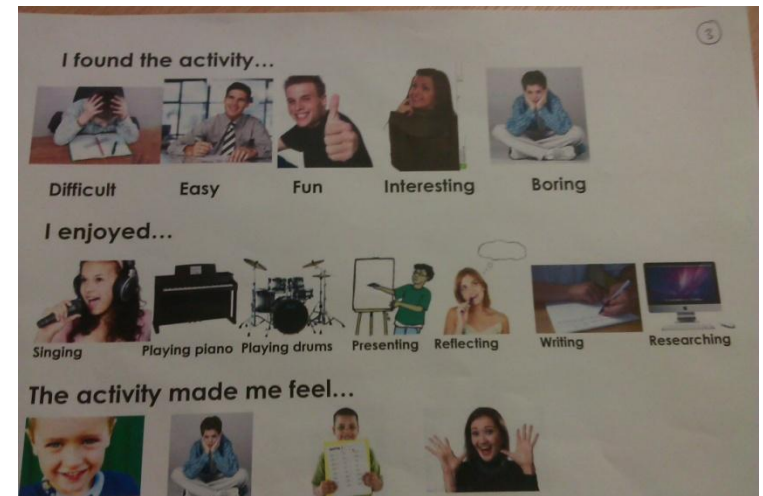 3
I found the activity...
Difficult Easy Fun Interesting Boring
I enjoyed...
Singing Playing piano Playing drums Presenting Reflecting Writing Researching
The activity made me feel...